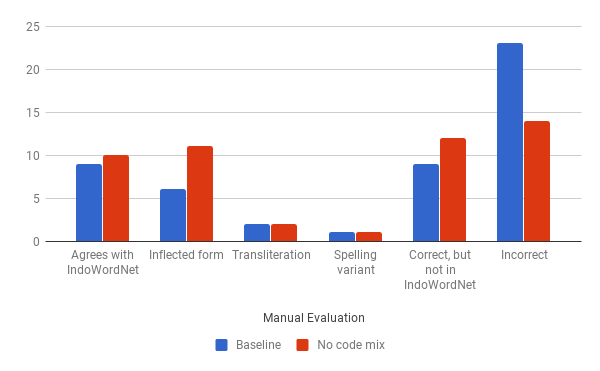 25
20
15
10
5
0
Agrees with
IndoWordNet
Inflected form
Transliteration
Spelling
variant
Correct, but
not in
IndoWordNet
Incorrect
Manual Evaluation
Baseline
No code mix